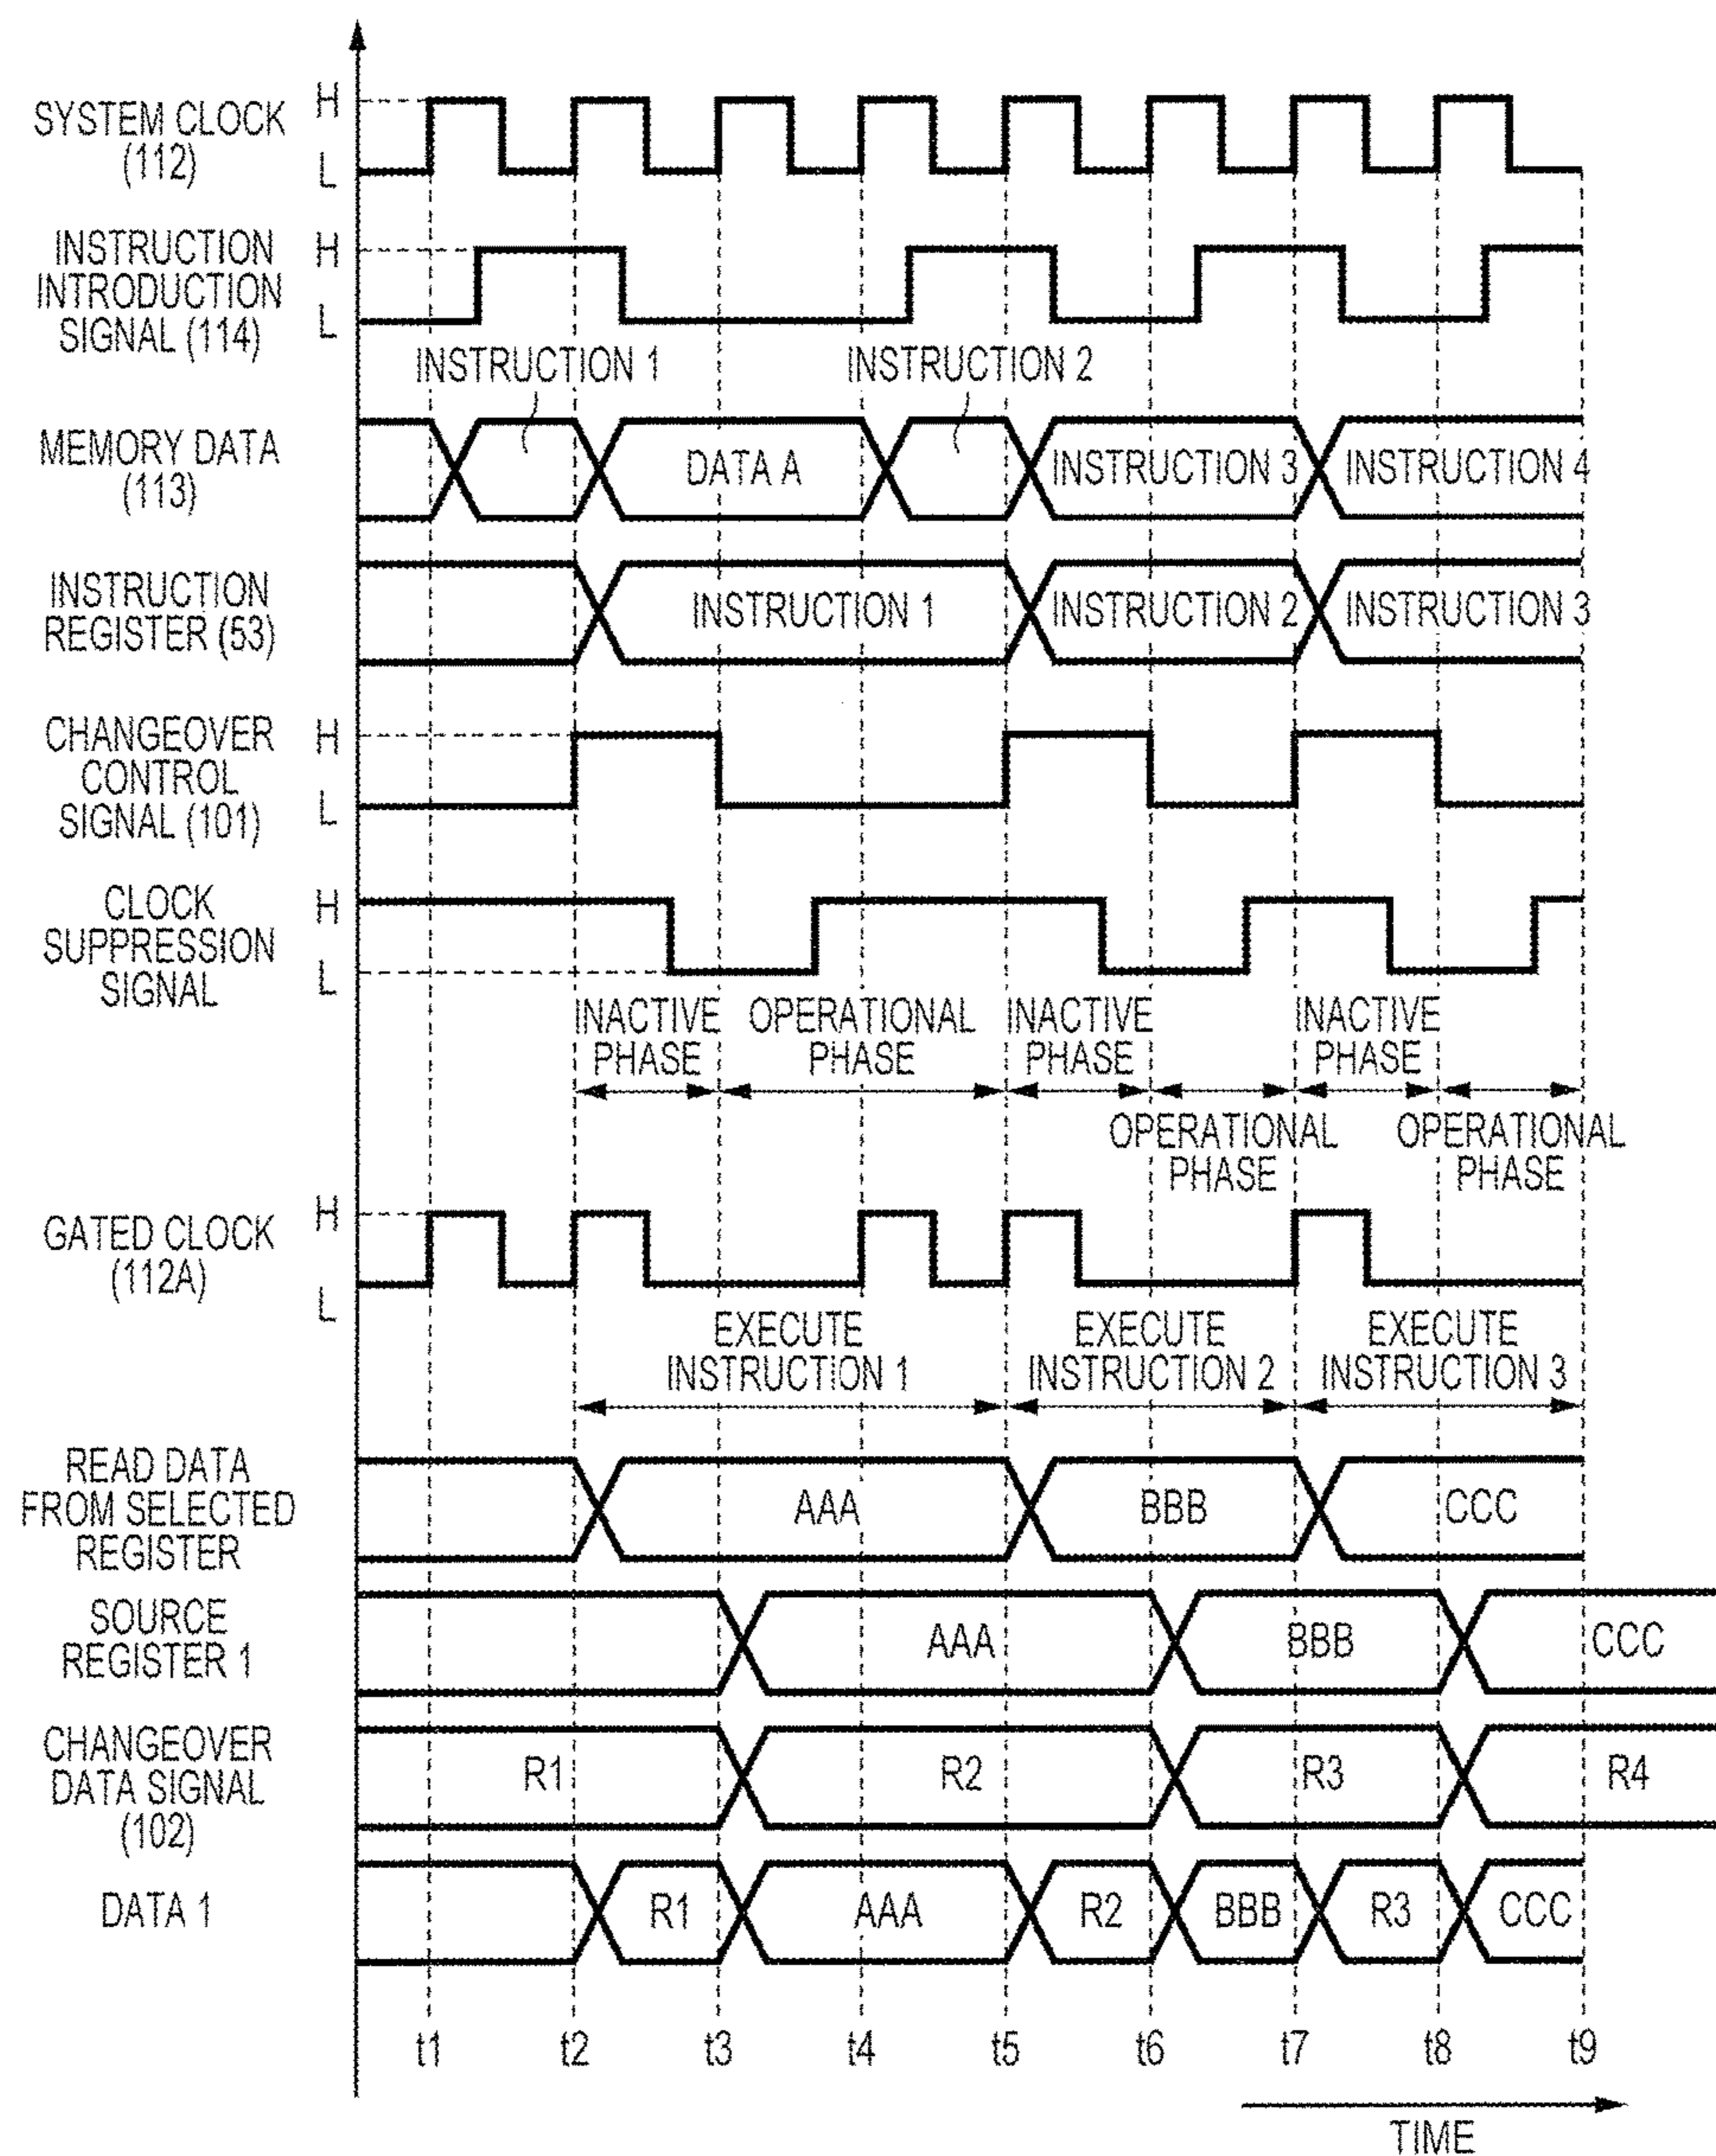 SYSTEM CLOCK
(112)
H
L
INSTRUCTION
INTRODUCTION
SIGNAL (114)
H
L
INSTRUCTION 1
INSTRUCTION 2
MEMORY DATA
(113)
DATA A
INSTRUCTION 3
INSTRUCTION 4
INSTRUCTION
REGISTER (53)
INSTRUCTION 1
INSTRUCTION 2
INSTRUCTION 3
CHANGEOVER
CONTROL
SIGNAL (101)
H
L
CLOCK
SUPPRESSION
SIGNAL
H
L
INACTIVE
PHASE
OPERATIONAL
PHASE
INACTIVE
PHASE
OPERATIONAL
PHASE
INACTIVE
PHASE
OPERATIONAL
PHASE
GATED CLOCK
(112A)
H
L
EXECUTE
INSTRUCTION 1
EXECUTE
INSTRUCTION 2
EXECUTE
INSTRUCTION 3
READ DATA
FROM SELECTED
REGISTER
AAA
BBB
CCC
SOURCE
REGISTER 1
AAA
BBB
CCC
CHANGEOVER
DATA SIGNAL
(102)
R1
R2
R3
R4
DATA 1
R1
AAA
R2
BBB
R3
CCC
t1
t2
t3
t4
t5
t6
t7
t8
t9
TIME